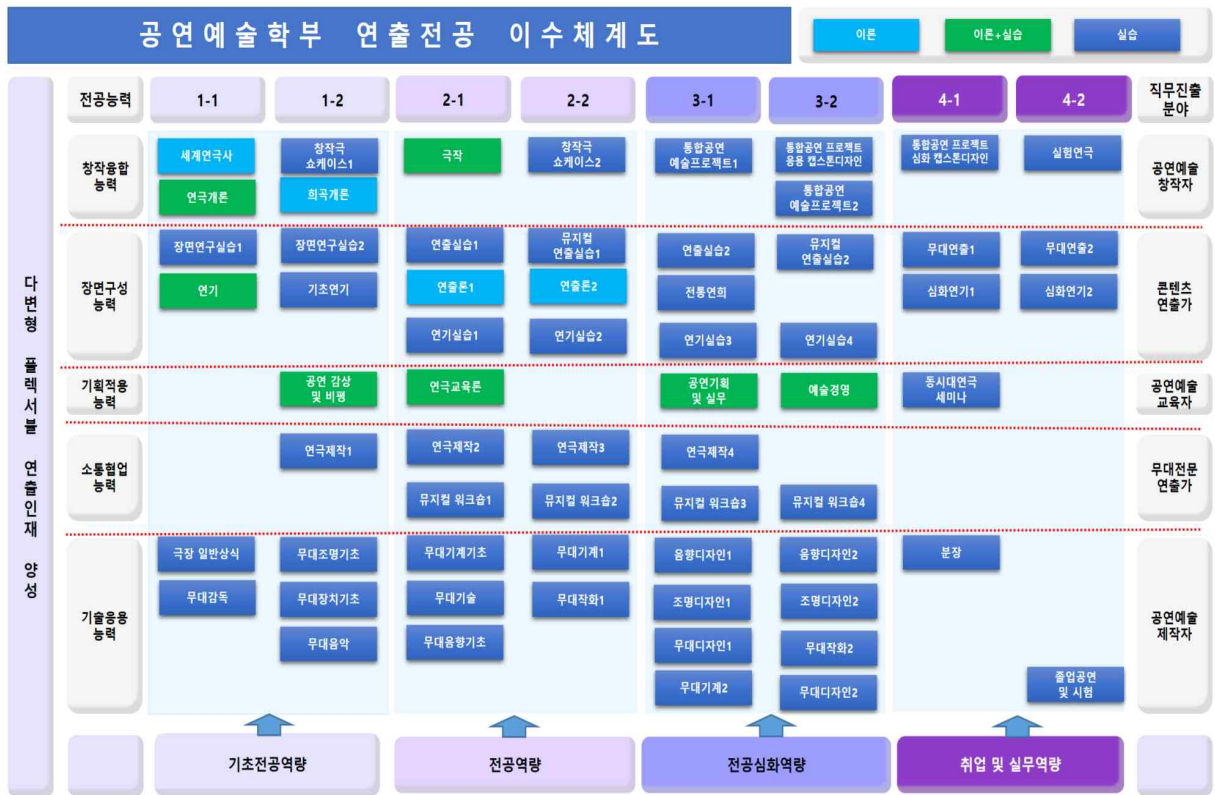 공연예술학부 연출전공 이수체계도
이론
이론+실습
실습
전공능력
1-1
1-2
2-1
2-2
3-1
3-2
4-1
4-2
직무진출
분야
다변형 플렉서블 연출인재 양성
창작융합
능력
세계연극사
창작극
쇼케이스1
극작
창작극
쇼케이스2
통합공연
예술프로젝트1
통합공연 프로젝트
응용 캡스톤디자인
통합공연 프로젝트
심화 캡스톤디자인
실험연극
공연예술
창작자
연극개론
희곡개론
통합공연
예술프로젝트2
장면구성
능력
장면연구실습1
장면연구실습2
연출실습1
뮤지컬
연출실습1
연출실습2
뮤지컬
연출실습2
무대연출1
무대연출2
콘텐츠
연출가
연기
기초연기
연출론1
연출론2
전통연희
심화연기1
심화연기2
연기실습1
연기실습2
연기실습3
연기실습4
기획적용
능력
공연 감상
및 비평
연극교육론
공연기획
및 실무
예술경영
동시대연극
세미나
공연예술
교육자
소통협업
능력
연극제작1
연극제작2
연극제작3
연극제작4
무대전문
연출가
뮤지컬 워크숍1
뮤지컬 워크숍2
뮤지컬 워크숍3
뮤지컬 워크숍4
기술응용
능력
극장 일반상식
무대조명기초
무대기계기초
무대기계1
음향디자인1
음향디자인2
분장
공연예술
제작자
무대감독
무대장치기초
무대기술
무대작화1
조명디자인1
조명디자인2
무대음악
무대음향기초
무대디자인1
무대작화2
무대기계2
무대디자인2
졸업공연
및 시험
기초전공역량
전공역량
전공심화역량
취업 및 실무역량